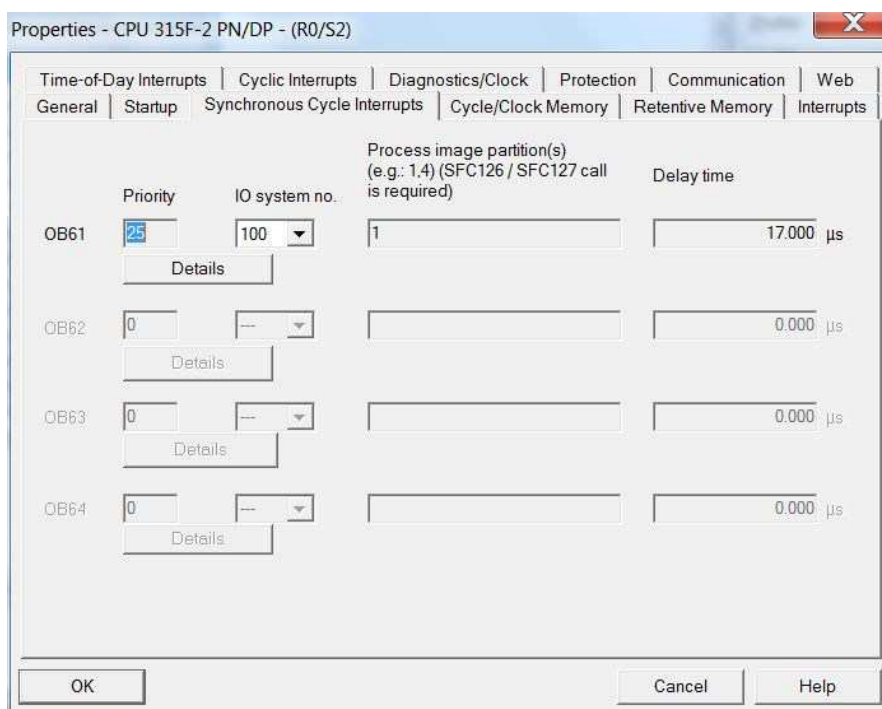 Properties - CPU 315F-2 PN/DP - (R0/S2)
X
Time-of-Day Interrupts Cyclic Interrupts Diagnostics/Clock Protection Communication Web
General Startup Synchronous Cycle Interrupts Cycle/Clock Memory Retentive Memory Interrupts
Process image partition(s)
(e.g.: 1,4) (SFC126 / SFC127 call
is required)
Priority IO system no. Delay time
OB61 25 100 1 17.000 µs
Details
OB62 0 --- 0.000 µs
Details
OB63 0 --- 0.000 µs
Details
OB64 0 --- 0.000 µs
Details
OK Cancel Help